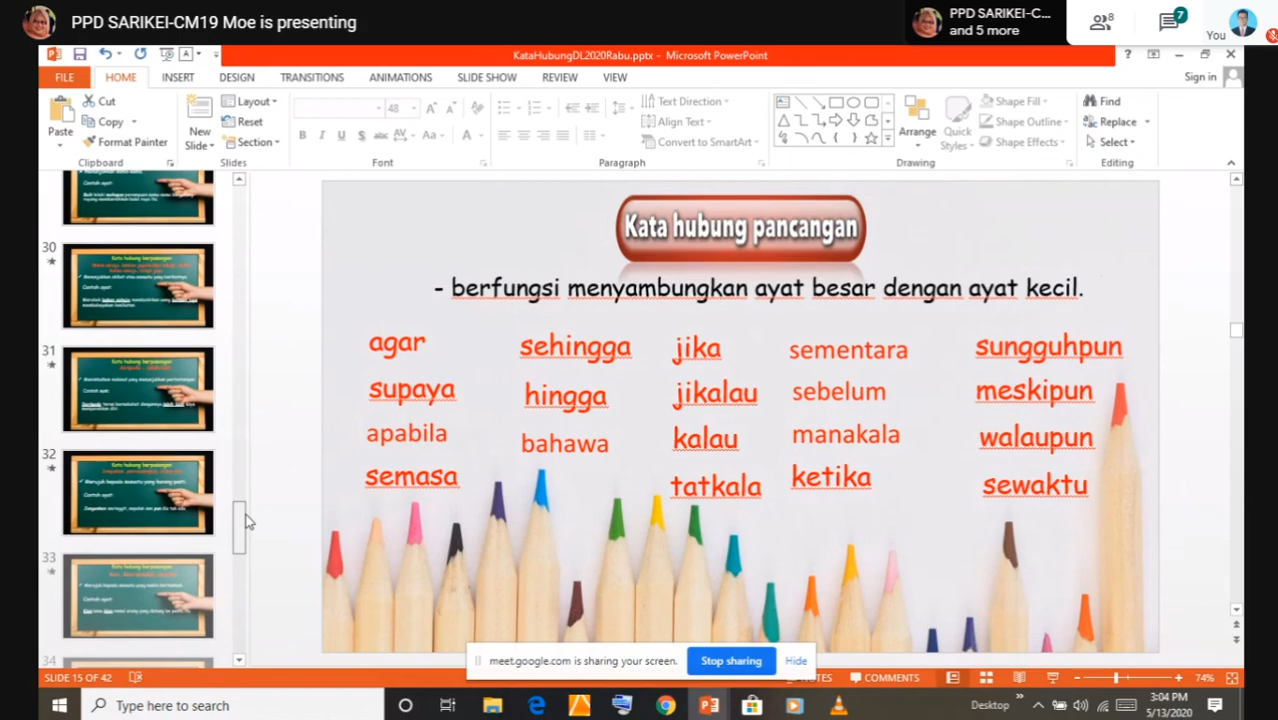 PPD SARIKEI-CM19 Moe is presenting
PPD SARIKEI-C...
and 5 more
8
7
You
KataHubungDL2020Rabu.pptx - Microsoft PowerPoint
FILE HOME INSERT DESIGN TRANSITIONS ANIMATIONS SLIDE SHOW REVIEW VIEW
Sign in
Paste
Cut
Copy
Format Painter
Clipboard
New Slide
Layout
Reset
Section
Slides
48
Font
Text Direction
Align Text
Convert to SmartArt
Paragraph
Arrange
Quick Styles
Shape Fill
Shape Outline
Shape Effects
Drawing
Find
Replace
Select
Editing
30
31
32
33
34
Kata hubung pancangan
- berfungsi menyambungkan ayat besar dengan ayat kecil.
agar sehingga jika sementara sungguhpun
supaya hingga jikalau sebelum meskipun
apabila bahawa kalau manakala walaupun
semasa tatkala ketika sewaktu
meet.google.com is sharing your screen. Stop sharing Hide
SLIDE 15 OF 42
NOTES COMMENTS 74%
Type here to search
Desktop
3:04 PM
5/13/2020